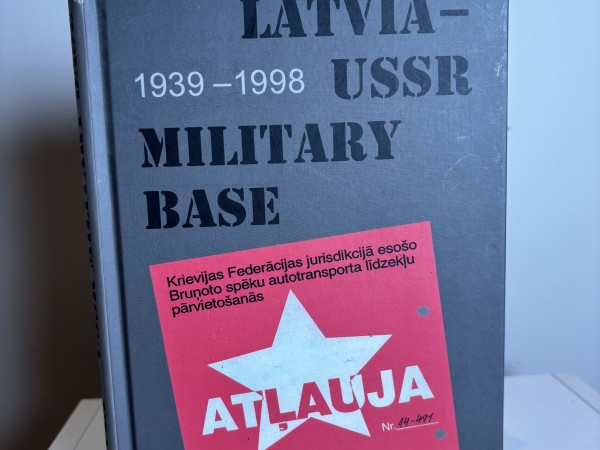 LATVIA–
1939 –1998 USSR
MILITARY
BASE
Krievijas Federācijas jurisdikcijā esošo
Bruņoto spēku autotransporta līdzekļu
pārvietošanās
ATĻAUJA
Nr. 14-491